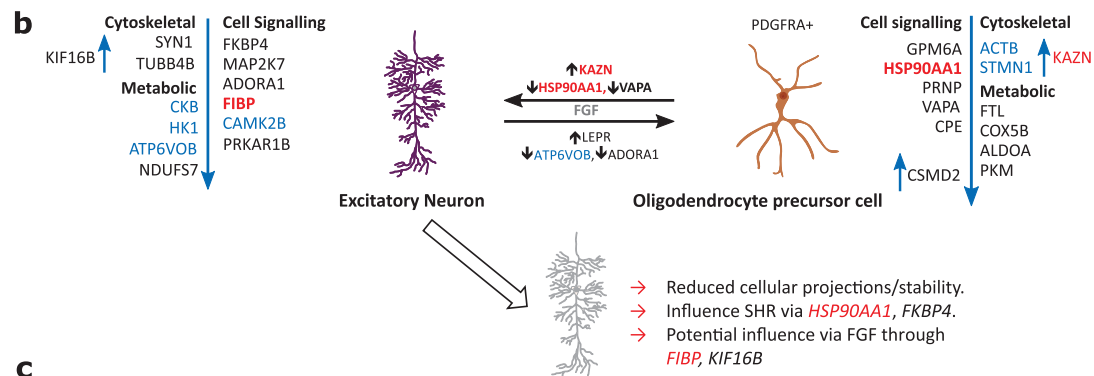 b
Cytoskeletal
KIF16B
SYN1
TUBB4B
Metabolic
CKB
HK1
ATP6VOB
NDUFS7
Cell Signalling
FKBP4
MAP2K7
ADORA1
FIBP
CAMK2B
PRKAR1B
Excitatory Neuron
KAZN
HSP90AA1, VAPA
FGF
LEPR
ATP6VOB, ADORA1
PDGFRA+
Oligodendrocyte precursor cell
Cell signalling
GPM6A
HSP90AA1
PRNP
VAPA
CPE
CSMD2
Cytoskeletal
ACTB
STMN1
KAZN
Metabolic
FTL
COX5B
ALDOA
PKM
→ Reduced cellular projections/stability.
→ Influence SHR via HSP90AA1, FKBP4.
→ Potential influence via FGF through
FIBP, KIF16B
c